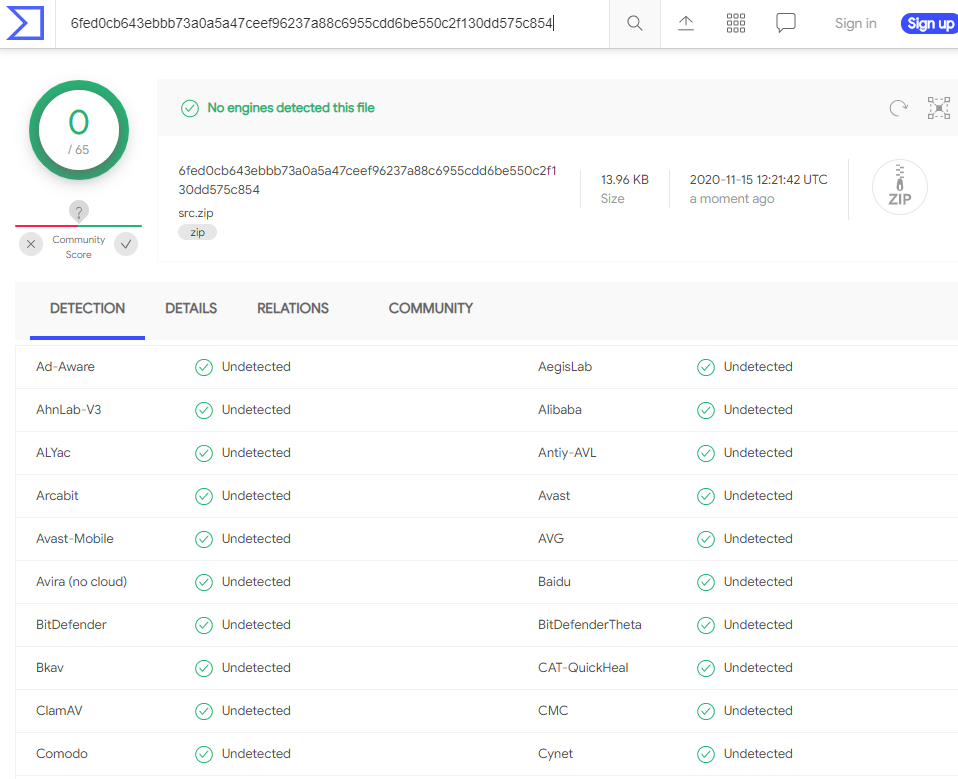 6fed0cb643ebbb73a0a5a47ceef96237a88c6955cdd6be550c2f130dd575c854
Sign in
Sign up
0
/ 65
?
Community
Score
No engines detected this file
6fed0cb643ebbb73a0a5a47ceef96237a88c6955cdd6be550c2f1
30dd575c854
src.zip
zip
13.96 KB
Size
2020-11-15 12:21:42 UTC
a moment ago
ZIP
DETECTION DETAILS RELATIONS COMMUNITY
Ad-Aware Undetected AegisLab Undetected
AhnLab-V3 Undetected Alibaba Undetected
ALYac Undetected Antiy-AVL Undetected
Arcabit Undetected Avast Undetected
Avast-Mobile Undetected AVG Undetected
Avira (no cloud) Undetected Baidu Undetected
BitDefender Undetected BitDefenderTheta Undetected
Bkav Undetected CAT-QuickHeal Undetected
ClamAV Undetected CMC Undetected
Comodo Undetected Cynet Undetected